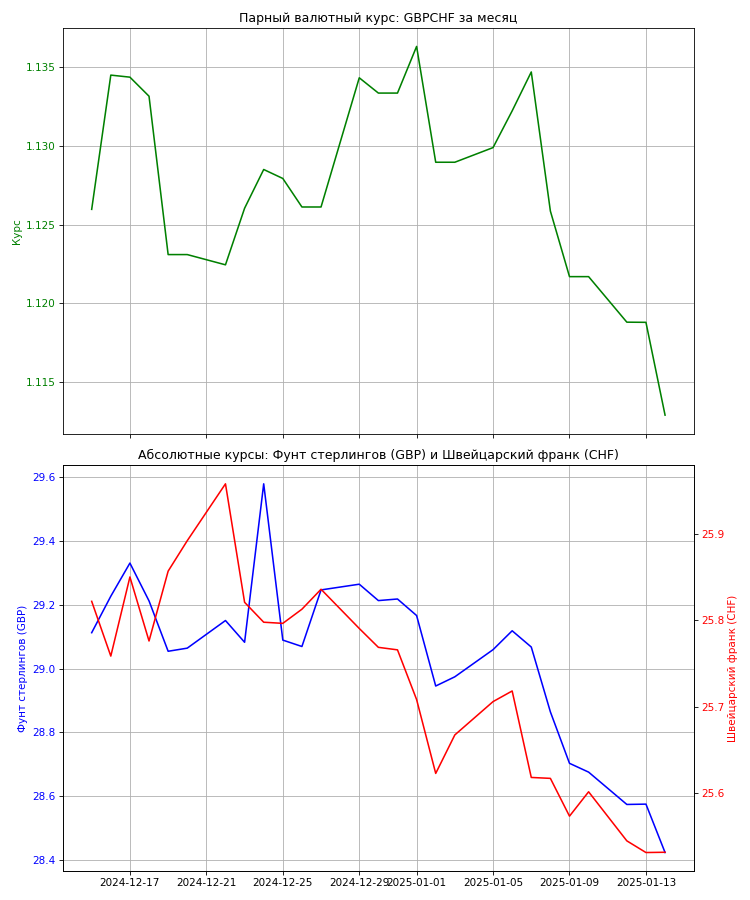 Парный валютный курс: GBPCHF за месяц
1.135
1.130
1.125
1.120
1.115
Курс
Абсолютные курсы: Фунт стерлингов (GBP) и Швейцарский франк (CHF)
29.6
29.4
29.2
29.0
28.8
28.6
28.4
Фунт стерлингов (GBP)
25.9
25.8
25.7
25.6
Швейцарский франк (CHF)
2024-12-17 2024-12-21 2024-12-25 2024-12-29 2025-01-01 2025-01-05 2025-01-09 2025-01-13